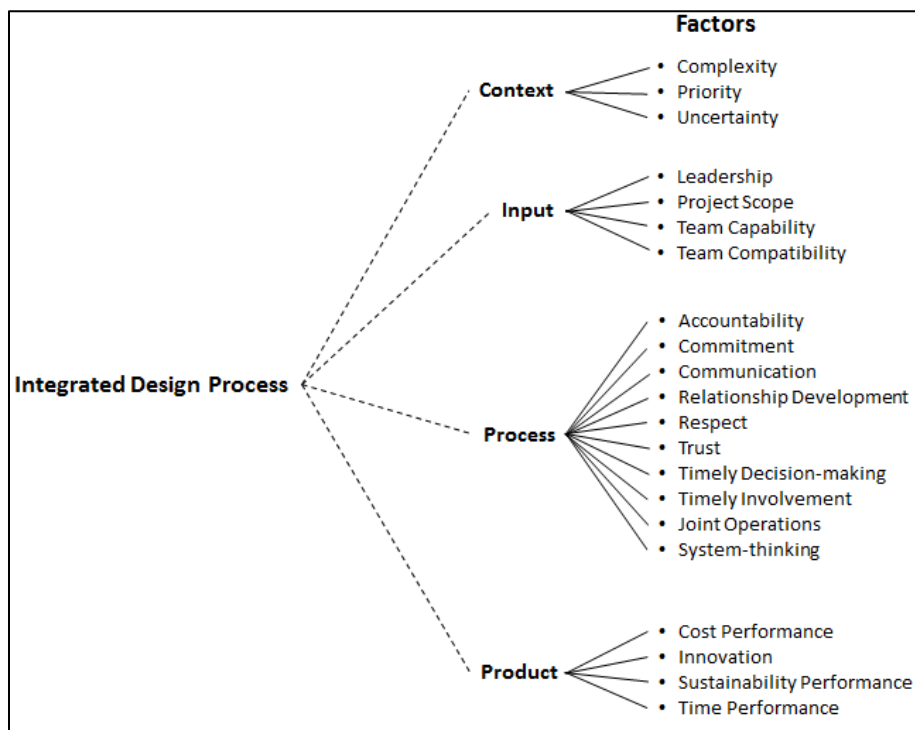 Factors
Context
• Complexity
• Priority
• Uncertainty
Input
• Leadership
• Project Scope
• Team Capability
• Team Compatibility
Integrated Design Process
Process
• Accountability
• Commitment
• Communication
• Relationship Development
• Respect
• Trust
• Timely Decision-making
• Timely Involvement
• Joint Operations
• System-thinking
Product
• Cost Performance
• Innovation
• Sustainability Performance
• Time Performance